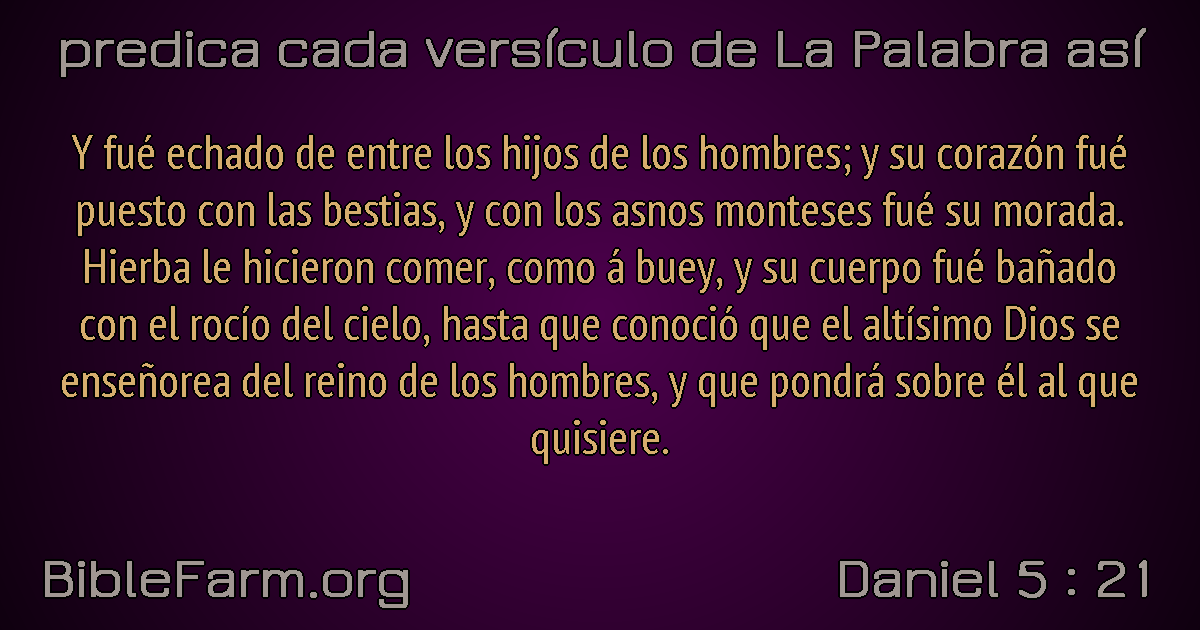 predica cada versículo de La Palabra así
Y fué echado de entre los hijos de los hombres; y su corazón fué
puesto con las bestias, y con los asnos monteses fué su morada.
Hierba le hicieron comer, como á buey, y su cuerpo fué bañado
con el rocío del cielo, hasta que conoció que el altísimo Dios se
enseñorea del reino de los hombres, y que pondrá sobre él al que
quisiere.
BibleFarm.org
Daniel 5 : 21